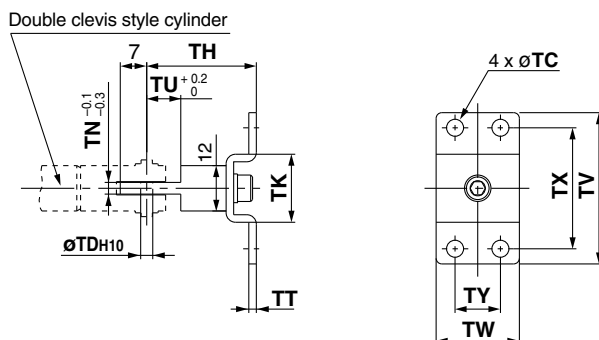 Double clevis style cylinder
7
TH
TU +0.2 0
TN −0.1 −0.3
12
TK
øTDH10
TT
4 x øTC
TX
TV
TY
TW